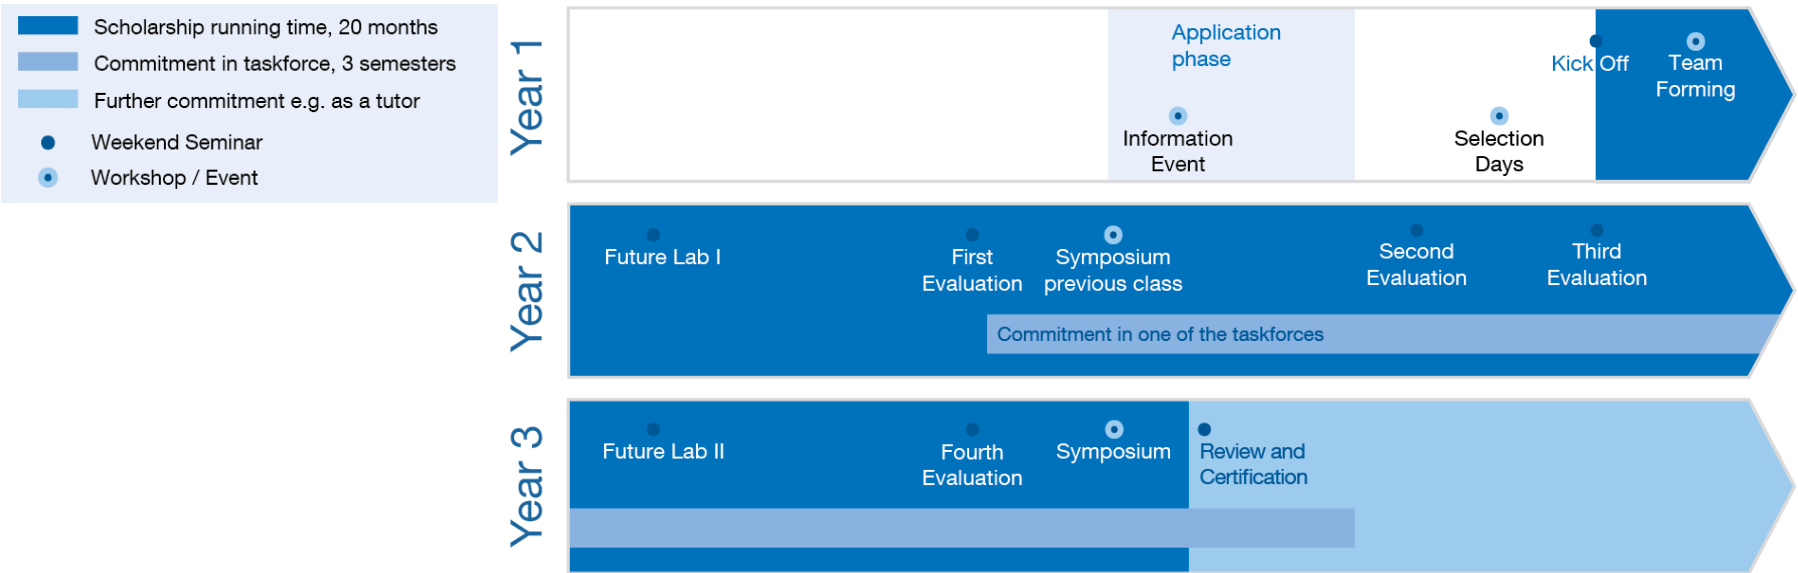 Scholarship running time, 20 months
Commitment in taskforce, 3 semesters
Further commitment e.g. as a tutor
Weekend Seminar
Workshop / Event
Year 1
Application
phase
Information
Event
Selection
Days
Kick Off
Team
Forming
Year 2
Future Lab I
First
Evaluation
Symposium
previous class
Second
Evaluation
Third
Evaluation
Commitment in one of the taskforces
Year 3
Future Lab II
Fourth
Evaluation
Symposium
Review and
Certification